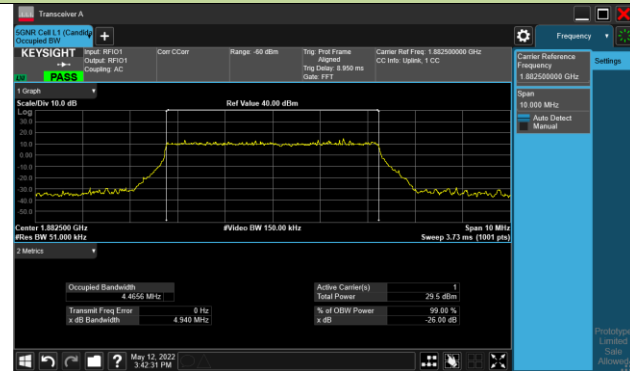 Transceiver A
5GNR Cell L1 (Candida
Occupied BW
KEYSIGHT
Input: RFIO1
Output: RFIO1
Coupling: AC
Corr CCorr
Range: -60 dBm
Trig: Prot Frame
Aligned
Trig Delay: 8.950 ms
Gate: FFT
Carrier Ref Freq: 1.882500000 GHz
CC Info: Uplink, 1 CC
PASS
Frequency
Carrier Reference
Frequency
1.882500000 GHz
Settings
Span
10.000 MHz
Auto Detect
Manual
1 Graph
Scale/Div 10.0 dB
Ref Value 40.00 dBm
Log
30.0
20.0
10.0
0.00
-10.0
-20.0
-30.0
-40.0
-50.0
Center 1.882500 GHz
#Video BW 150.00 kHz
Span 10 MHz
#Res BW 51.000 kHz
Sweep 3.73 ms (1001 pts)
2 Metrics
Occupied Bandwidth
4.4656 MHz
Active Carrier(s) 1
Total Power 29.5 dBm
Transmit Freq Error 0 Hz
x dB Bandwidth 4.940 MHz
% of OBW Power 99.00 %
x dB -26.00 dB
Prototype
Limited
Sale
Allowed
May 12, 2022
3:42:31 PM